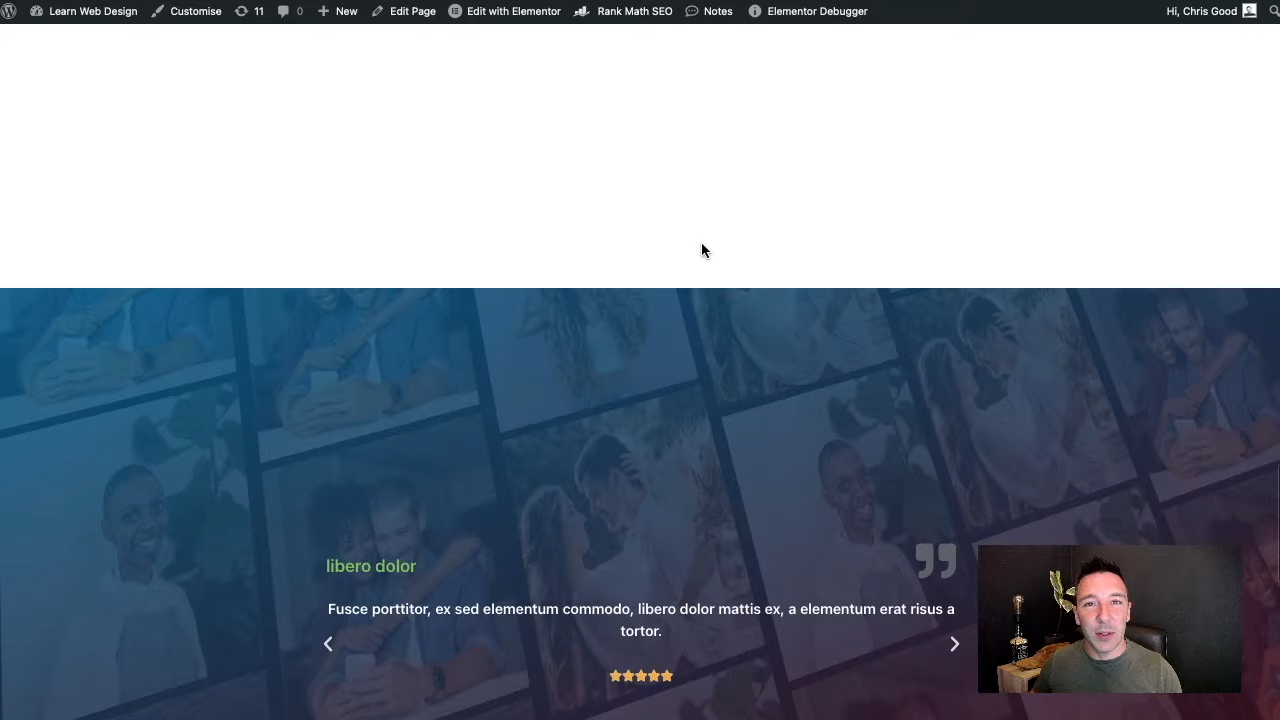 Learn Web Design Customise 11 0 New Edit Page Edit with Elementor Rank Math SEO Notes Elementor Debugger Hi, Chris Good
libero dolor
Fusce porttitor, ex sed elementum commodo, libero dolor mattis ex, a elementum erat risus a
tortor.